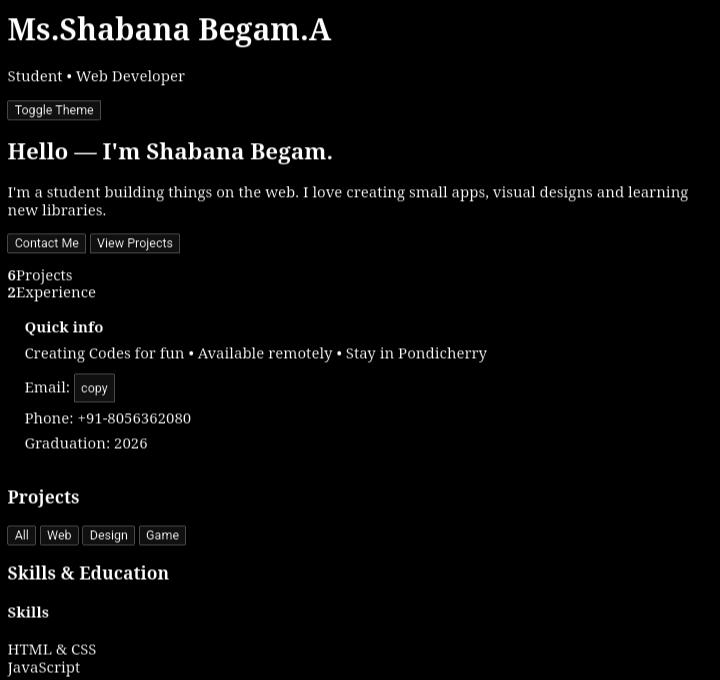 Ms.Shabana Begam.A
Student • Web Developer
Toggle Theme
Hello — I'm Shabana Begam.
I'm a student building things on the web. I love creating small apps, visual designs and learning
new libraries.
Contact Me View Projects
6Projects
2Experience
Quick info
Creating Codes for fun • Available remotely • Stay in Pondicherry
Email: copy
Phone: +91-8056362080
Graduation: 2026
Projects
All Web Design Game
Skills & Education
Skills
HTML & CSS
JavaScript